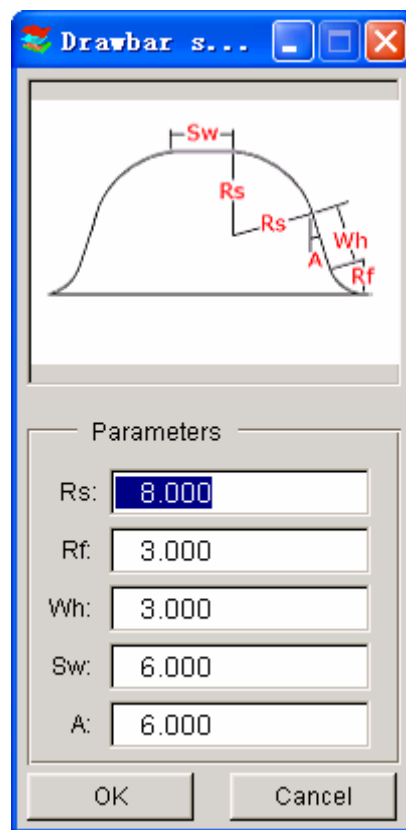 Drawbar s...
Sw
Rs
Rs
Wh
A
Rf
Parameters
Rs: 8.000
Rf: 3.000
Wh: 3.000
Sw: 6.000
A: 6.000
OK Cancel